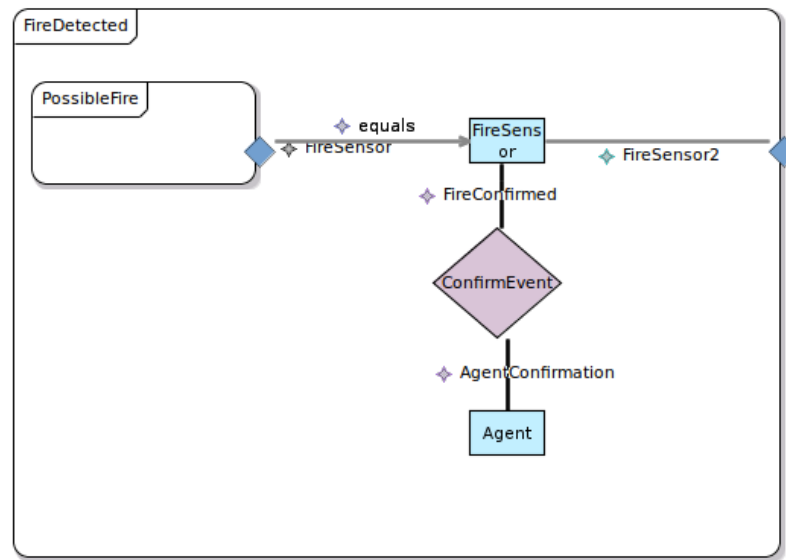 FireDetected
PossibleFire
equals
FireSensor
FireSens
or
FireSensor2
FireConfirmed
ConfirmEvent
AgentConfirmation
Agent